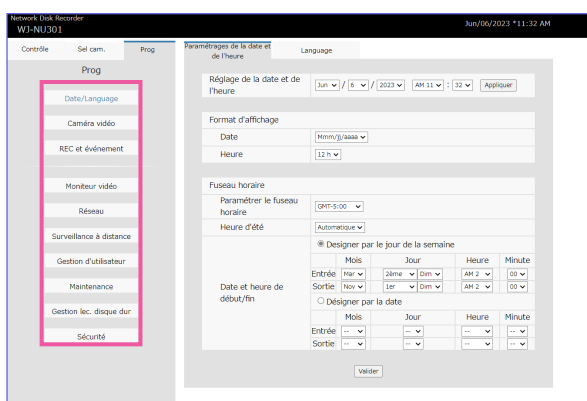 Network Disk Recorder
WJ-NU301
Jun/06/2023 *11:32 AM
Contrôle Sel cam. Prog
Prog
Date/Language
Caméra vidéo
REC et événement
Moniteur vidéo
Réseau
Surveillance à distance
Gestion d'utilisateur
Maintenance
Gestion lec. disque dur
Sécurité
Paramétrages de la date et de l'heure
Language
Réglage de la date et de l'heure
Jun / 6 / 2023 AM 11 : 32 Appliquer
Format d'affichage
Date Mmm/jj/aaaa
Heure 12 h
Fuseau horaire
Paramétrer le fuseau horaire
GMT-5:00
Heure d'été Automatique
Date et heure de début/fin
Designer par le jour de la semaine
Mois Jour Heure Minute
Entrée Mar 2ème Dim AM 2 00
Sortie Nov 1er Dim AM 2 00
Désigner par la date
Mois Jour Heure Minute
Entrée -- -- -- --
Sortie -- -- -- --
Valider